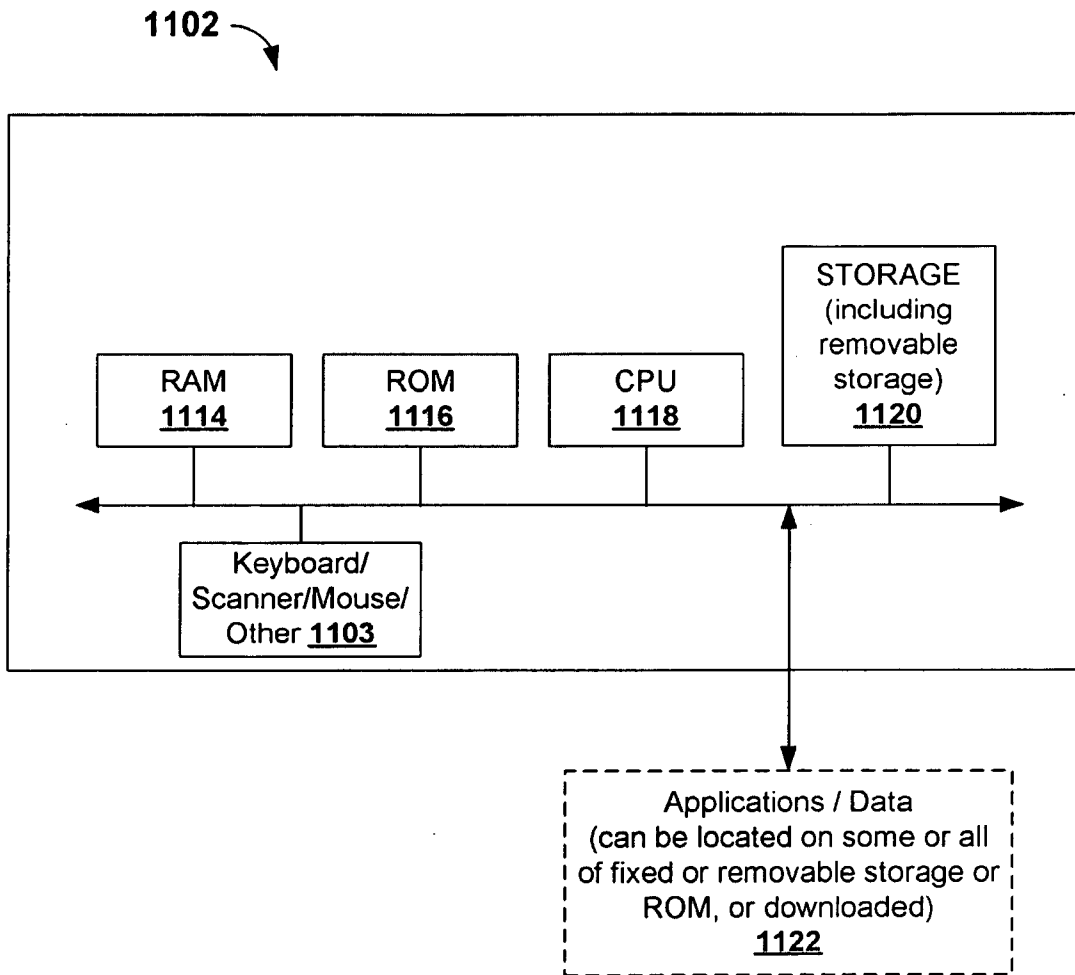 1102
STORAGE
(including
removable
storage)
1120
RAM
1114
ROM
1116
CPU
1118
Keyboard/
Scanner/Mouse/
Other 1103
Applications / Data
(can be located on some or all
of fixed or removable storage or
ROM, or downloaded)
1122